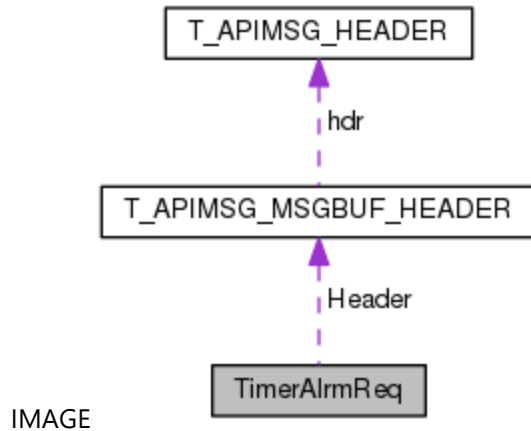 T_APIMSG_HEADER
hdr
T_APIMSG_MSGBUF_HEADER
Header
TimerAlrmReq
IMAGE